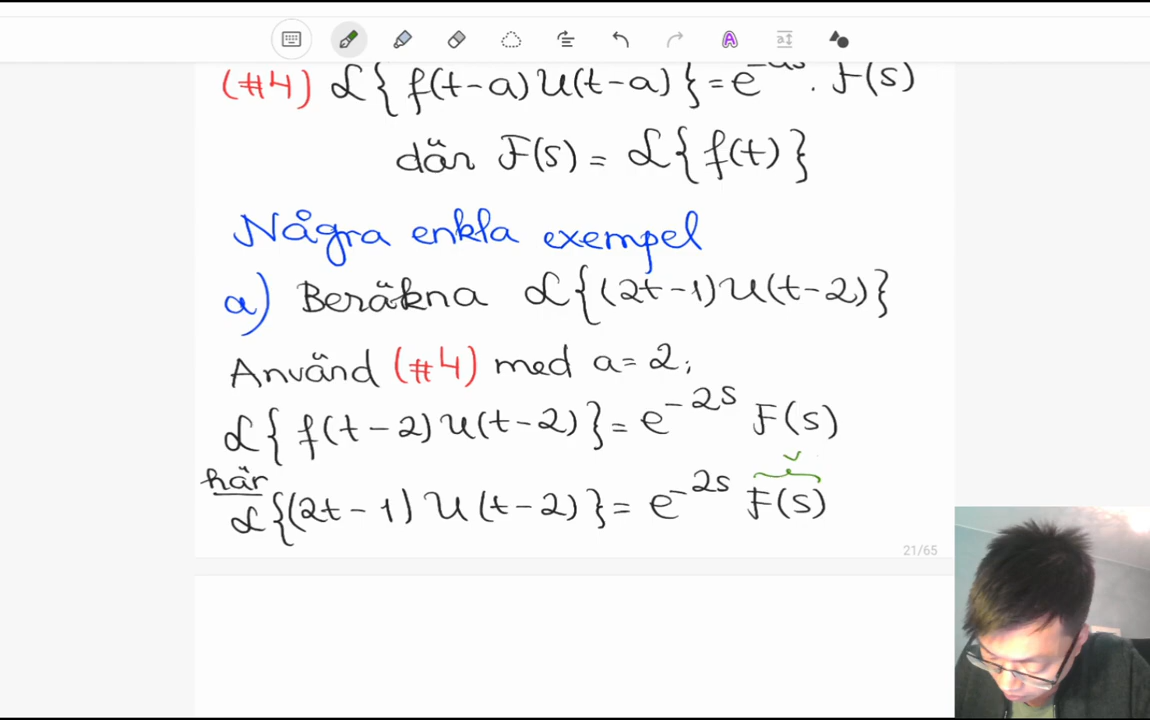 (#4) ℒ{f(t-a)U(t-a)} = e^{-as} · F(s)
där F(s) = ℒ{f(t)}
Några enkla exempel
a) Beräkna ℒ{(2t-1)U(t-2)}
Använd (#4) med a=2;
ℒ{f(t-2)U(t-2)} = e^{-2s} F(s)
här
ℒ{(2t-1)U(t-2)} = e^{-2s} F(s)
21/65